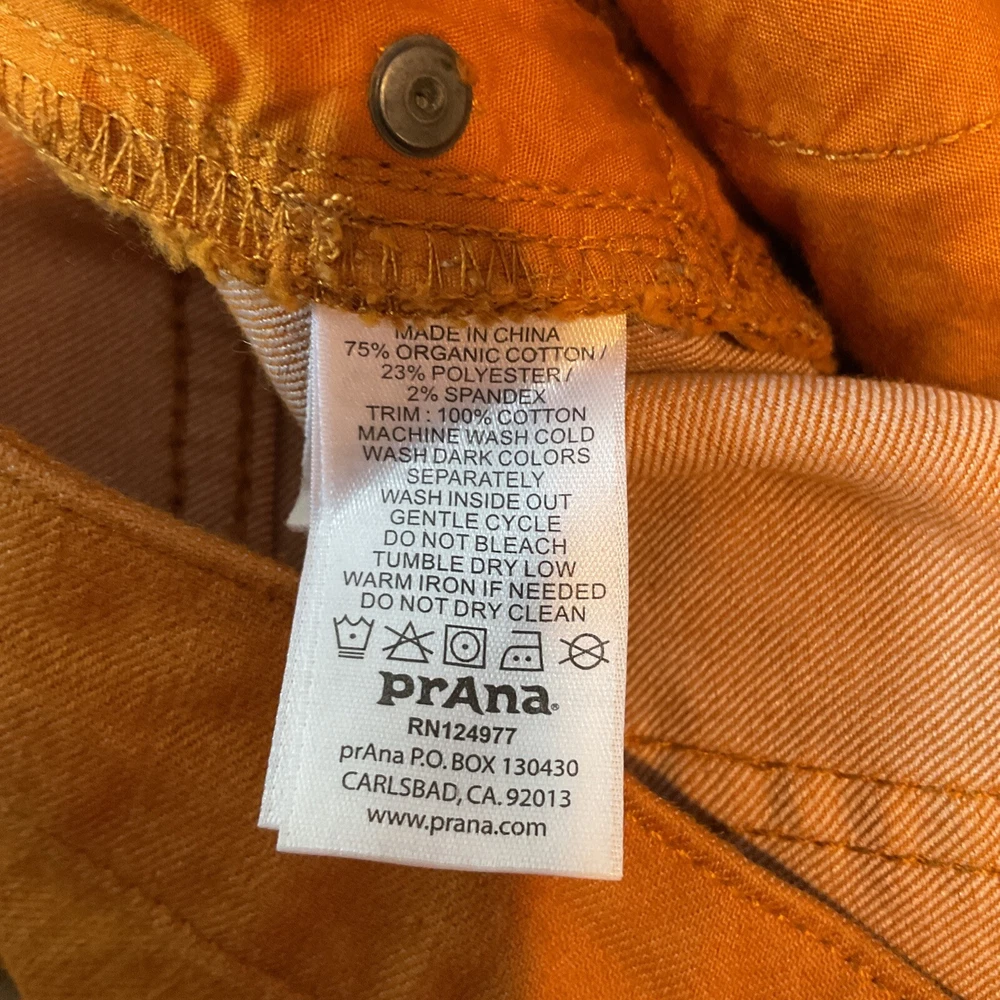 MADE IN CHINA
75% ORGANIC COTTON /
23% POLYESTER /
2% SPANDEX
TRIM : 100% COTTON
MACHINE WASH COLD
WASH DARK COLORS
SEPARATELY
WASH INSIDE OUT
GENTLE CYCLE
DO NOT BLEACH
TUMBLE DRY LOW
WARM IRON IF NEEDED
DO NOT DRY CLEAN
prAna®
RN124977
prAna P.O. BOX 130430
CARLSBAD, CA. 92013
www.prana.com